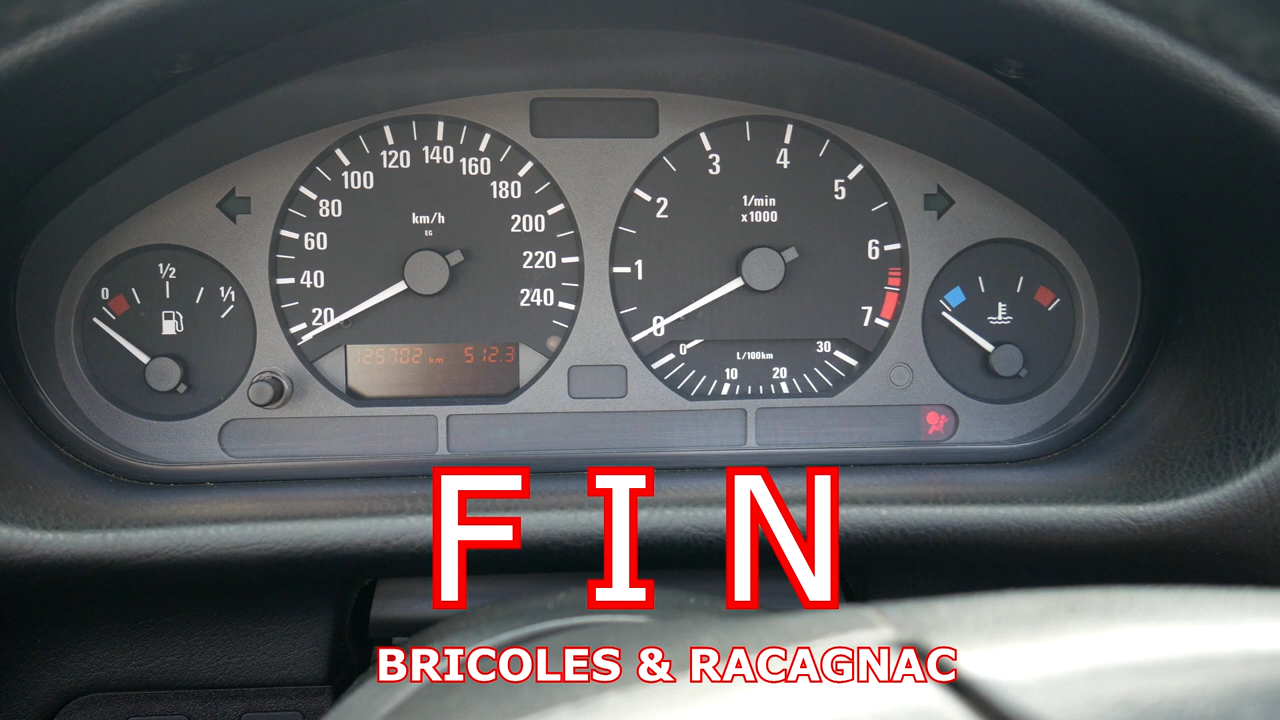 120 140 160
100 180
80 200
60 220
40 240
20
km/h
EG
126702 km 512.3
3 4
2 5
1 6
0 7
1/min
x1000
0 30
L/100km
10 20
0 1/2 1/1
FIN
BRICOLES & RACAGNAC